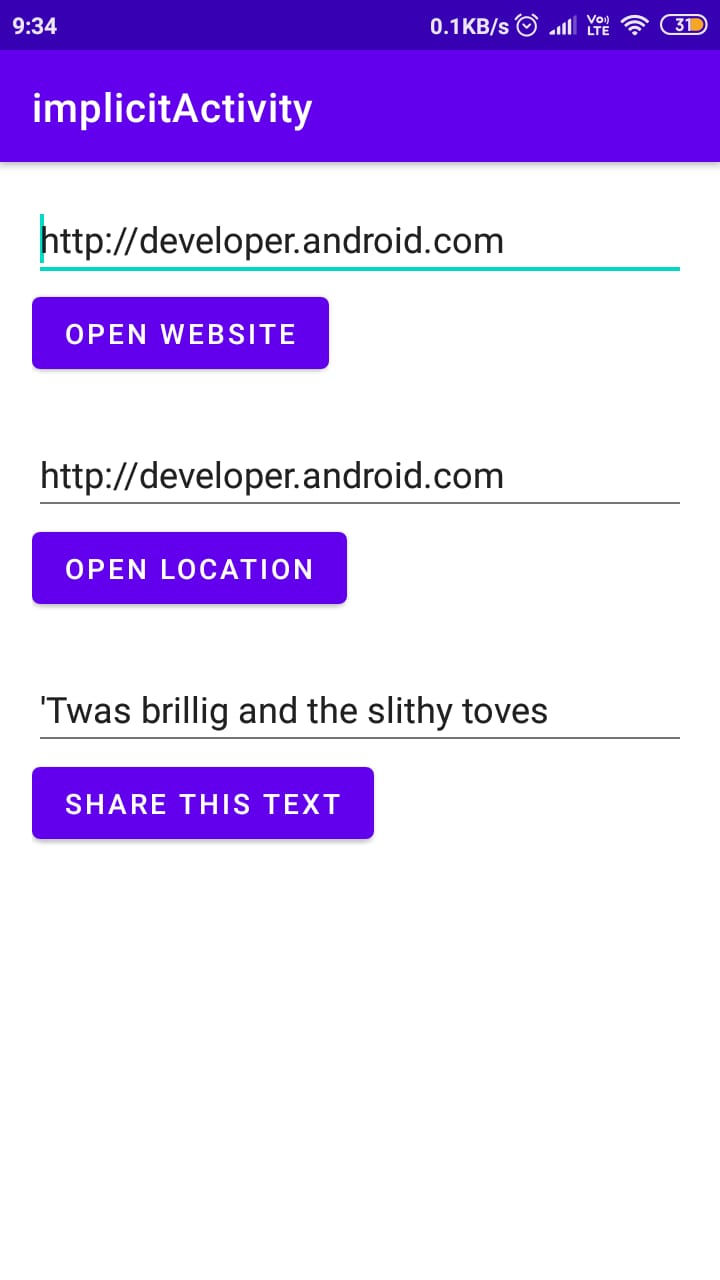 9:34 0.1KB/s Vo LTE 31
implicitActivity
http://developer.android.com
OPEN WEBSITE
http://developer.android.com
OPEN LOCATION
'Twas brillig and the slithy toves
SHARE THIS TEXT